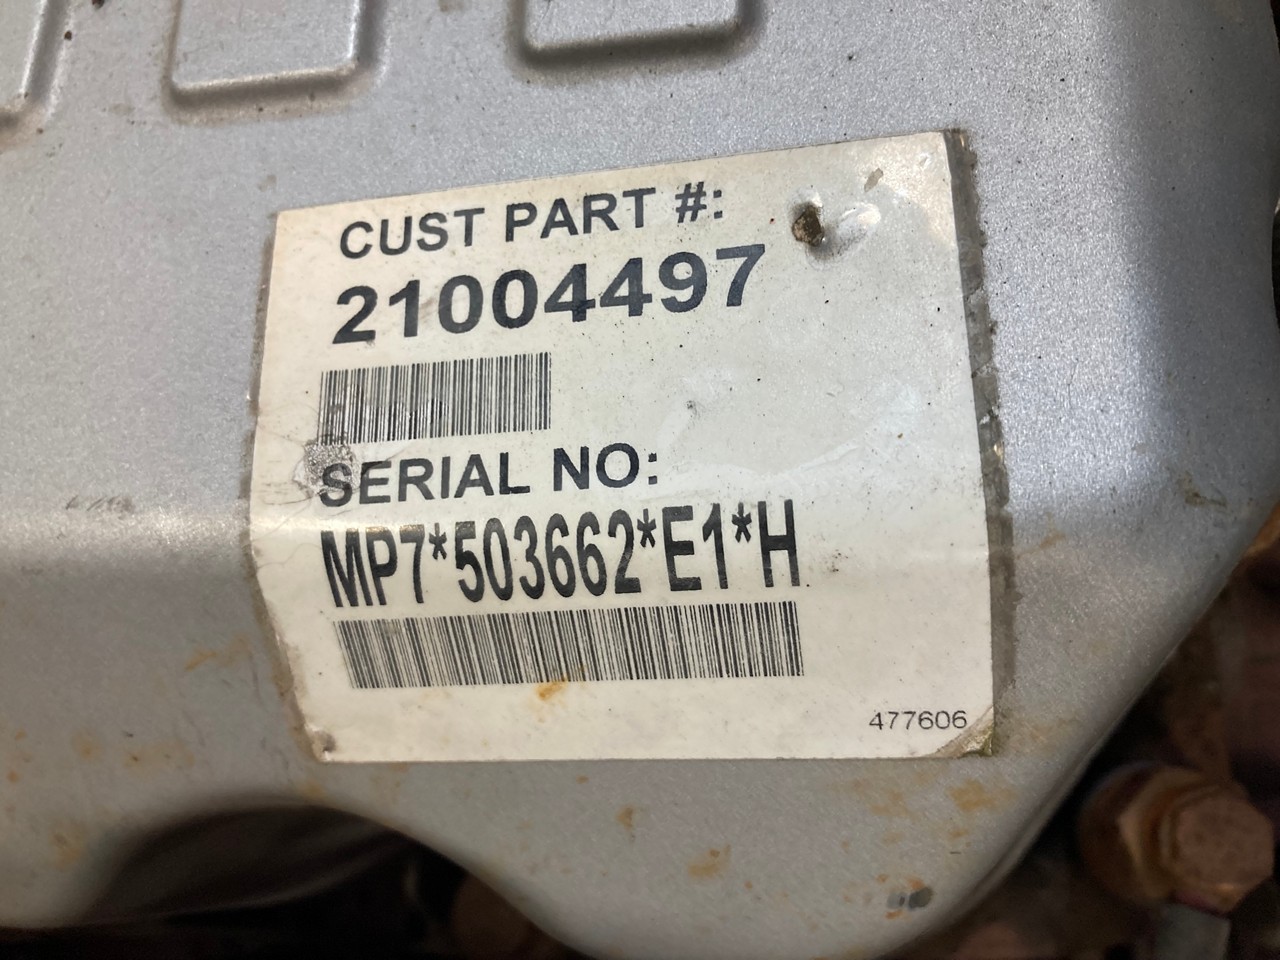 CUST PART #:
21004497
SERIAL NO:
MP7*503662*E1*H
477606